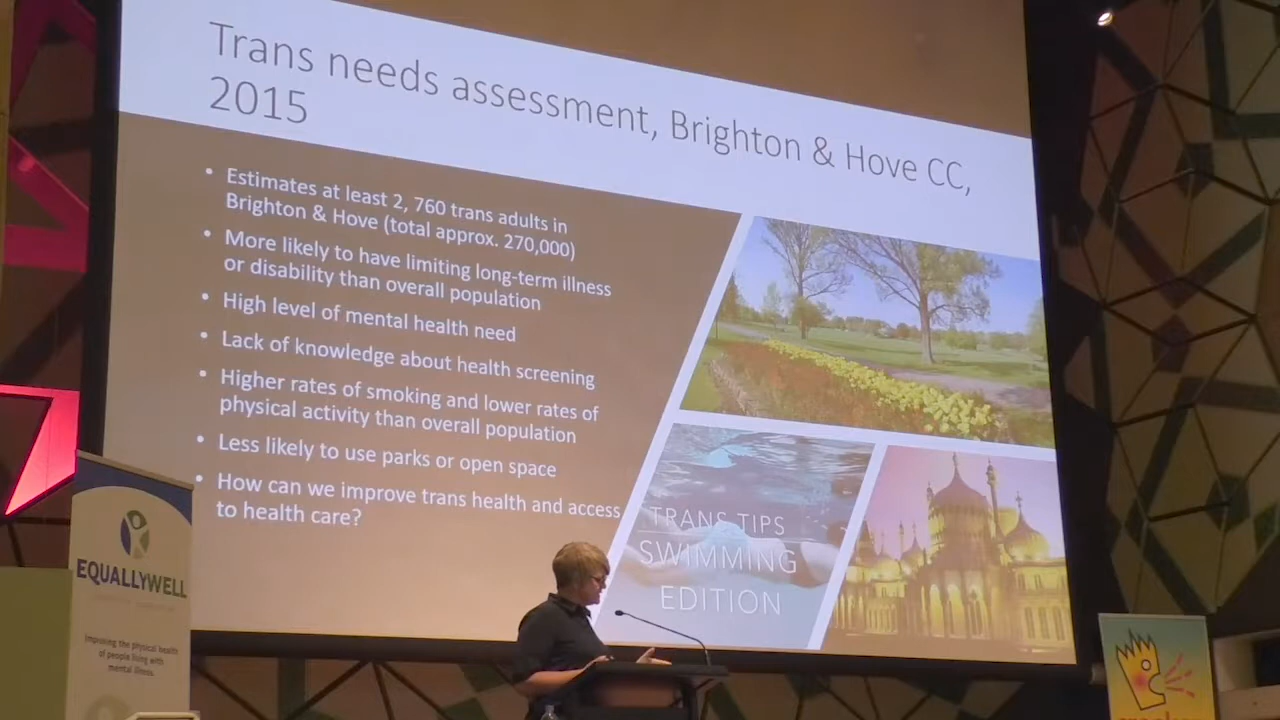 Trans needs assessment, Brighton & Hove CC,
2015
• Estimates at least 2, 760 trans adults in
Brighton & Hove (total approx. 270,000)
• More likely to have limiting long-term illness
or disability than overall population
• High level of mental health need
• Lack of knowledge about health screening
• Higher rates of smoking and lower rates of
physical activity than overall population
• Less likely to use parks or open space
• How can we improve trans health and access
to health care?
TRANS TIPS
SWIMMING
EDITION
EQUALLYWELL
Improving the physical health
of people living with
mental illness.